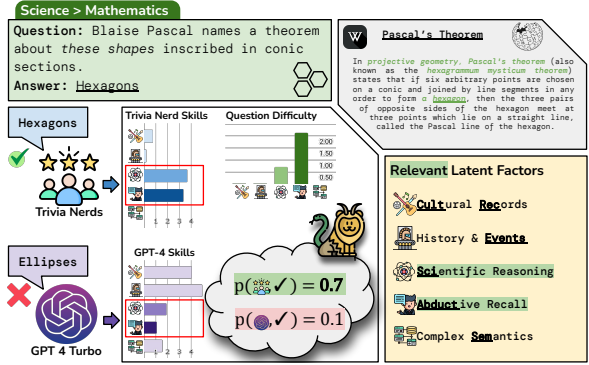 Science > Mathematics
Question: Blaise Pascal names a theorem
about these shapes inscribed in conic
sections.
Answer: Hexagons
W
Pascal's Theorem
In projective geometry, Pascal's theorem (also
known as the hexagrammum mysticum theorem)
states that if six arbitrary points are chosen
on a conic and joined by line segments in any
order to form a hexagon, then the three pairs
of opposite sides of the hexagon meet at
three points which lie on a straight line,
called the Pascal line of the hexagon.
Hexagons
Trivia Nerds
Trivia Nerd Skills
1 2 3 4
Question Difficulty
2.00
1.50
1.00
0.50
Ellipses
GPT 4 Turbo
GPT-4 Skills
1 2 3 4
p( ✓) = 0.7
p( ✓) = 0.1
Relevant Latent Factors
Cultural Records
History & Events
Scientific Reasoning
Abductive Recall
Complex Semantics